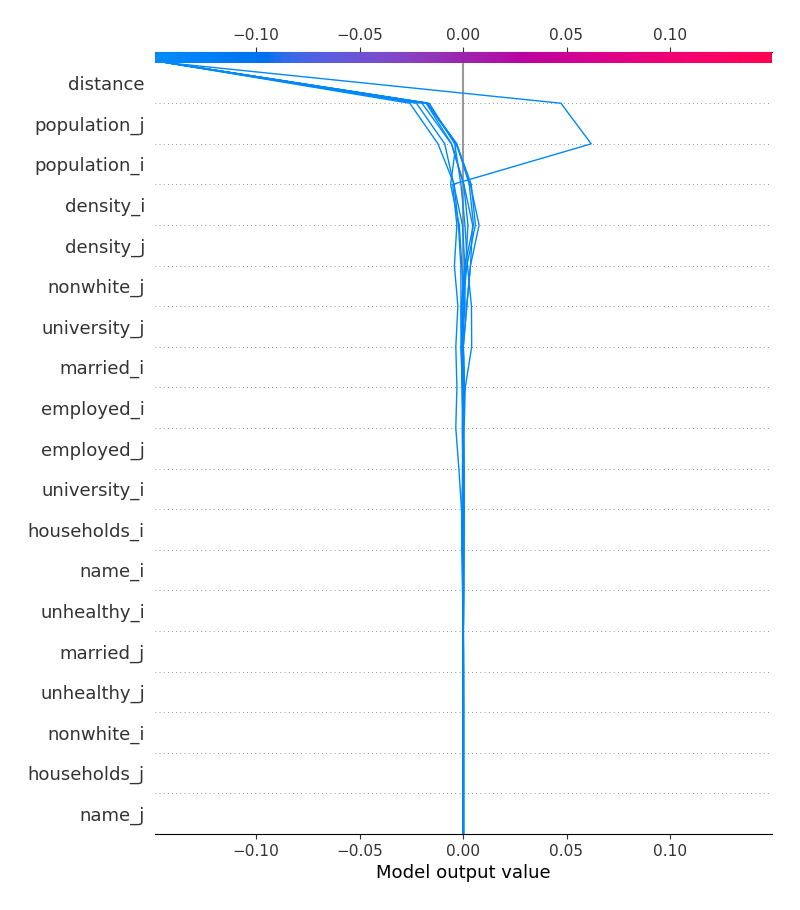 −0.10 −0.05 0.00 0.05 0.10
distance
population_j
population_i
density_i
density_j
nonwhite_j
university_j
married_i
employed_i
employed_j
university_i
households_i
name_i
unhealthy_i
married_j
unhealthy_j
nonwhite_i
households_j
name_j
−0.10 −0.05 0.00 0.05 0.10
Model output value